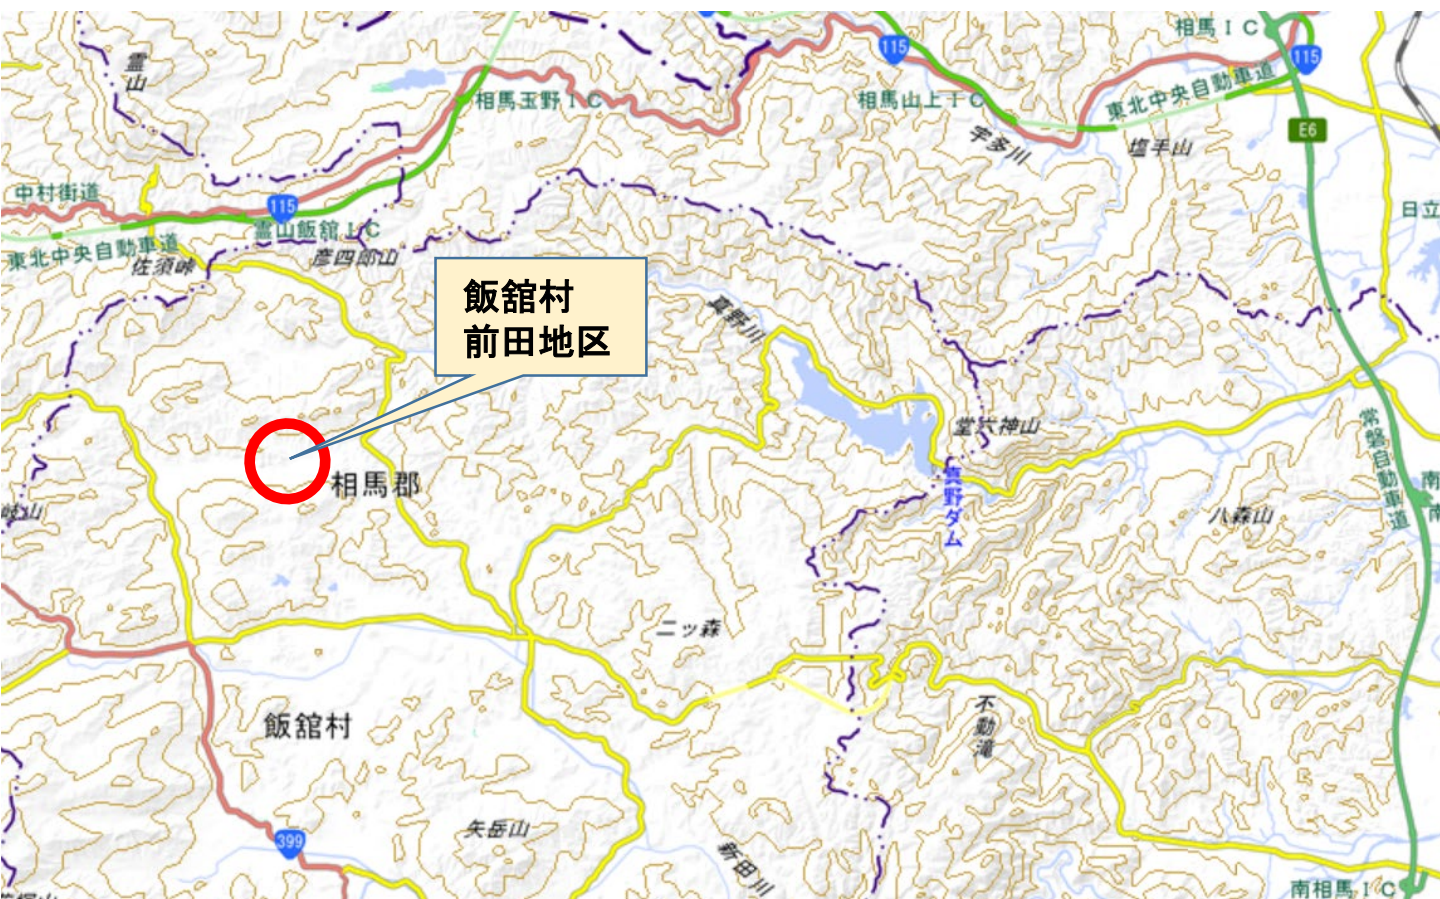 相馬IC
115
霊山
115
相馬玉野IC
相馬山上IC
東北中央自動車道
E6
宇多川
塩手山
中村街道
115
日立
霊山飯舘IC
東北中央自動車道
佐須峠
彦四郎山
飯舘村
前田地区
真野川
堂穴神山
常磐自動車道
相馬郡
真野ダム
南
南
八森山
二ッ森
飯舘村
不動滝
矢岳山
399
新田川
南相馬IC